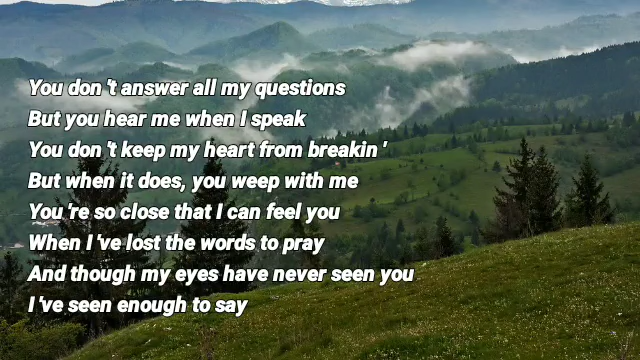 You don 't answer all my questions
But you hear me when I speak
You don 't keep my heart from breakin '
But when it does, you weep with me
You 're so close that I can feel you
When I 've lost the words to pray
And though my eyes have never seen you
I 've seen enough to say